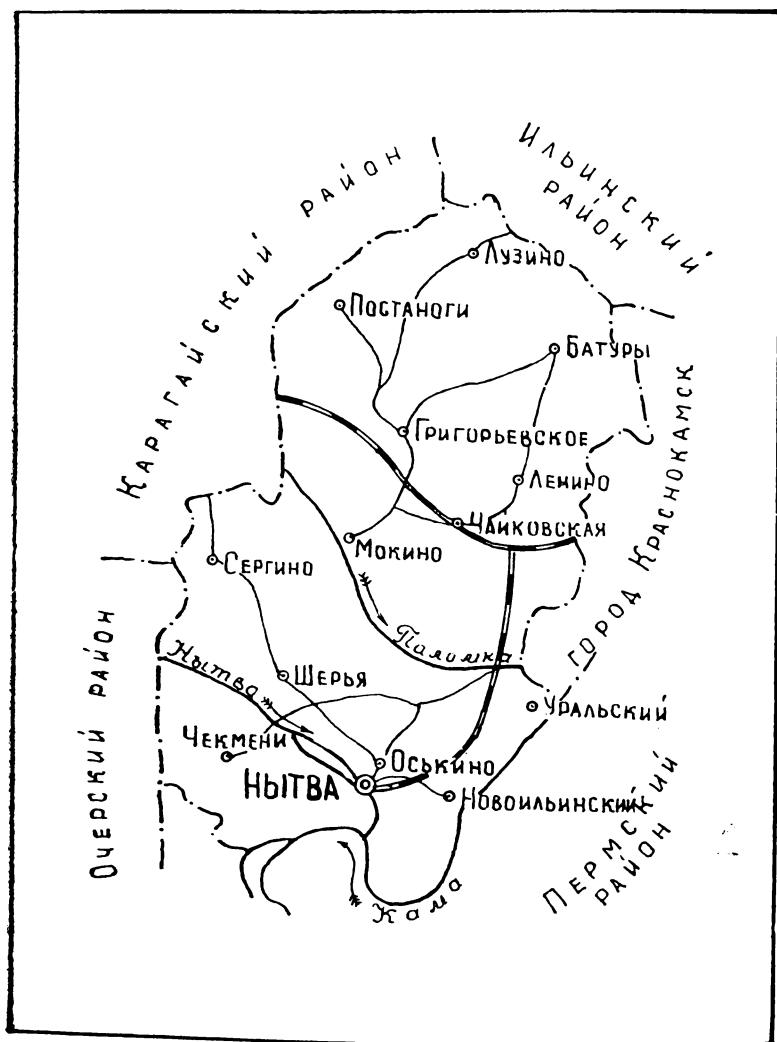 ИЛЬИНСКИЙ
РАЙОН
КАРАГАЙСКИЙ РАЙОН
ЛУЗИНО
ПОСТАНОГИ
БАТУРЫ
ГРИГОРЬЕВСКОЕ
ЛЕНИНО
ЧАЙКОВСКАЯ
МОКИНО
СЕРГИНО
ГОРОД КРАСНОКАМСК
Поломка
Нытва
ШЕРЬЯ
УРАЛЬСКИЙ
ОЧЕРСКИЙ РАЙОН
ЧЕКМЕНИ
ОСЬКИНО
НЫТВА
НОВОИЛЬИНСКИЙ
ПЕРМСКИЙ
РАЙОН
Кама